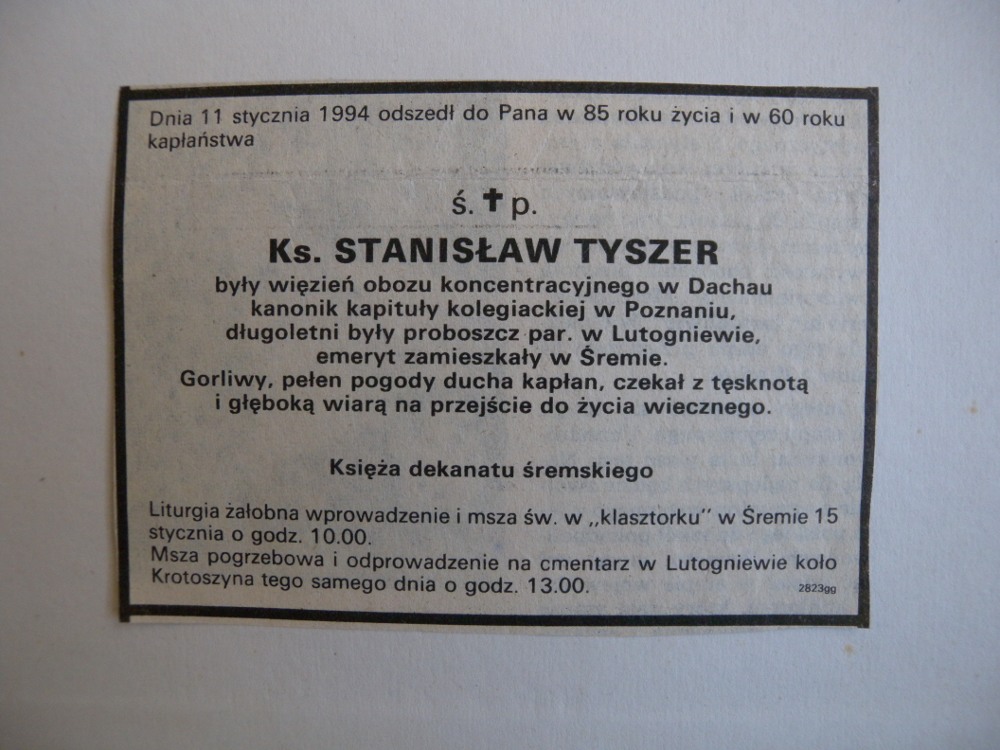 Dnia 11 stycznia 1994 odszedł do Pana w 85 roku życia i w 60 roku
kapłaństwa
ś. ✝ p.
Ks. STANISŁAW TYSZER
były więzień obozu koncentracyjnego w Dachau
kanonik kapituły kolegiackiej w Poznaniu,
długoletni były proboszcz par. w Lutogniewie,
emeryt zamieszkały w Śremie.
Gorliwy, pełen pogody ducha kapłan, czekał z tęsknotą
i głęboką wiarą na przejście do życia wiecznego.
Księża dekanatu śremskiego
Liturgia żałobna wprowadzenie i msza św. w „klasztorku" w Śremie 15
stycznia o godz. 10.00.
Msza pogrzebowa i odprowadzenie na cmentarz w Lutogniewie koło
Krotoszyna tego samego dnia o godz. 13.00.
2823gg